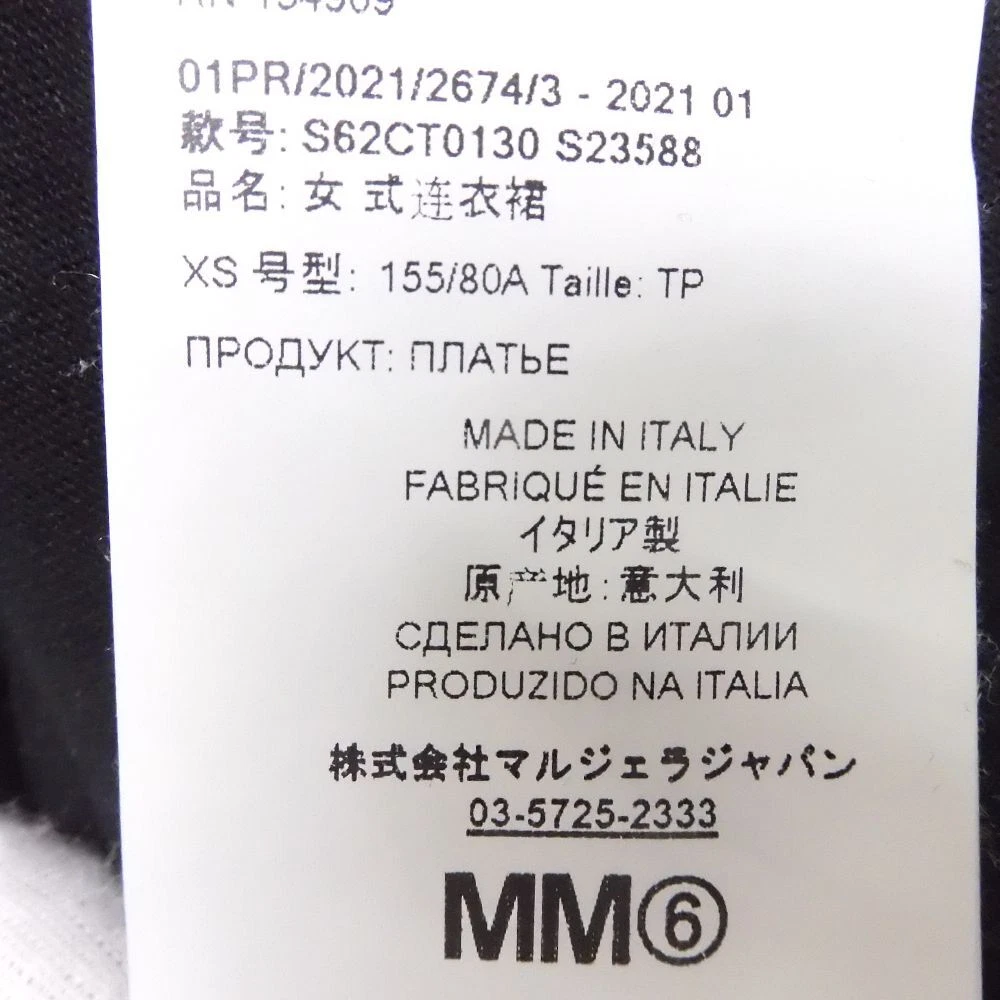 01PR/2021/2674/3 - 2021 01
款号: S62CT0130 S23588
品名: 女 式连衣裙
XS 号型: 155/80A Taille: TP
ПРОДУКТ: ПЛАТЬЕ
MADE IN ITALY
FABRIQUÉ EN ITALIE
イタリア製
原产地: 意大利
СДЕЛАНО В ИТАЛИИ
PRODUZIDO NA ITALIA
株式会社マルジェラジャパン
03-5725-2333
MM⑥